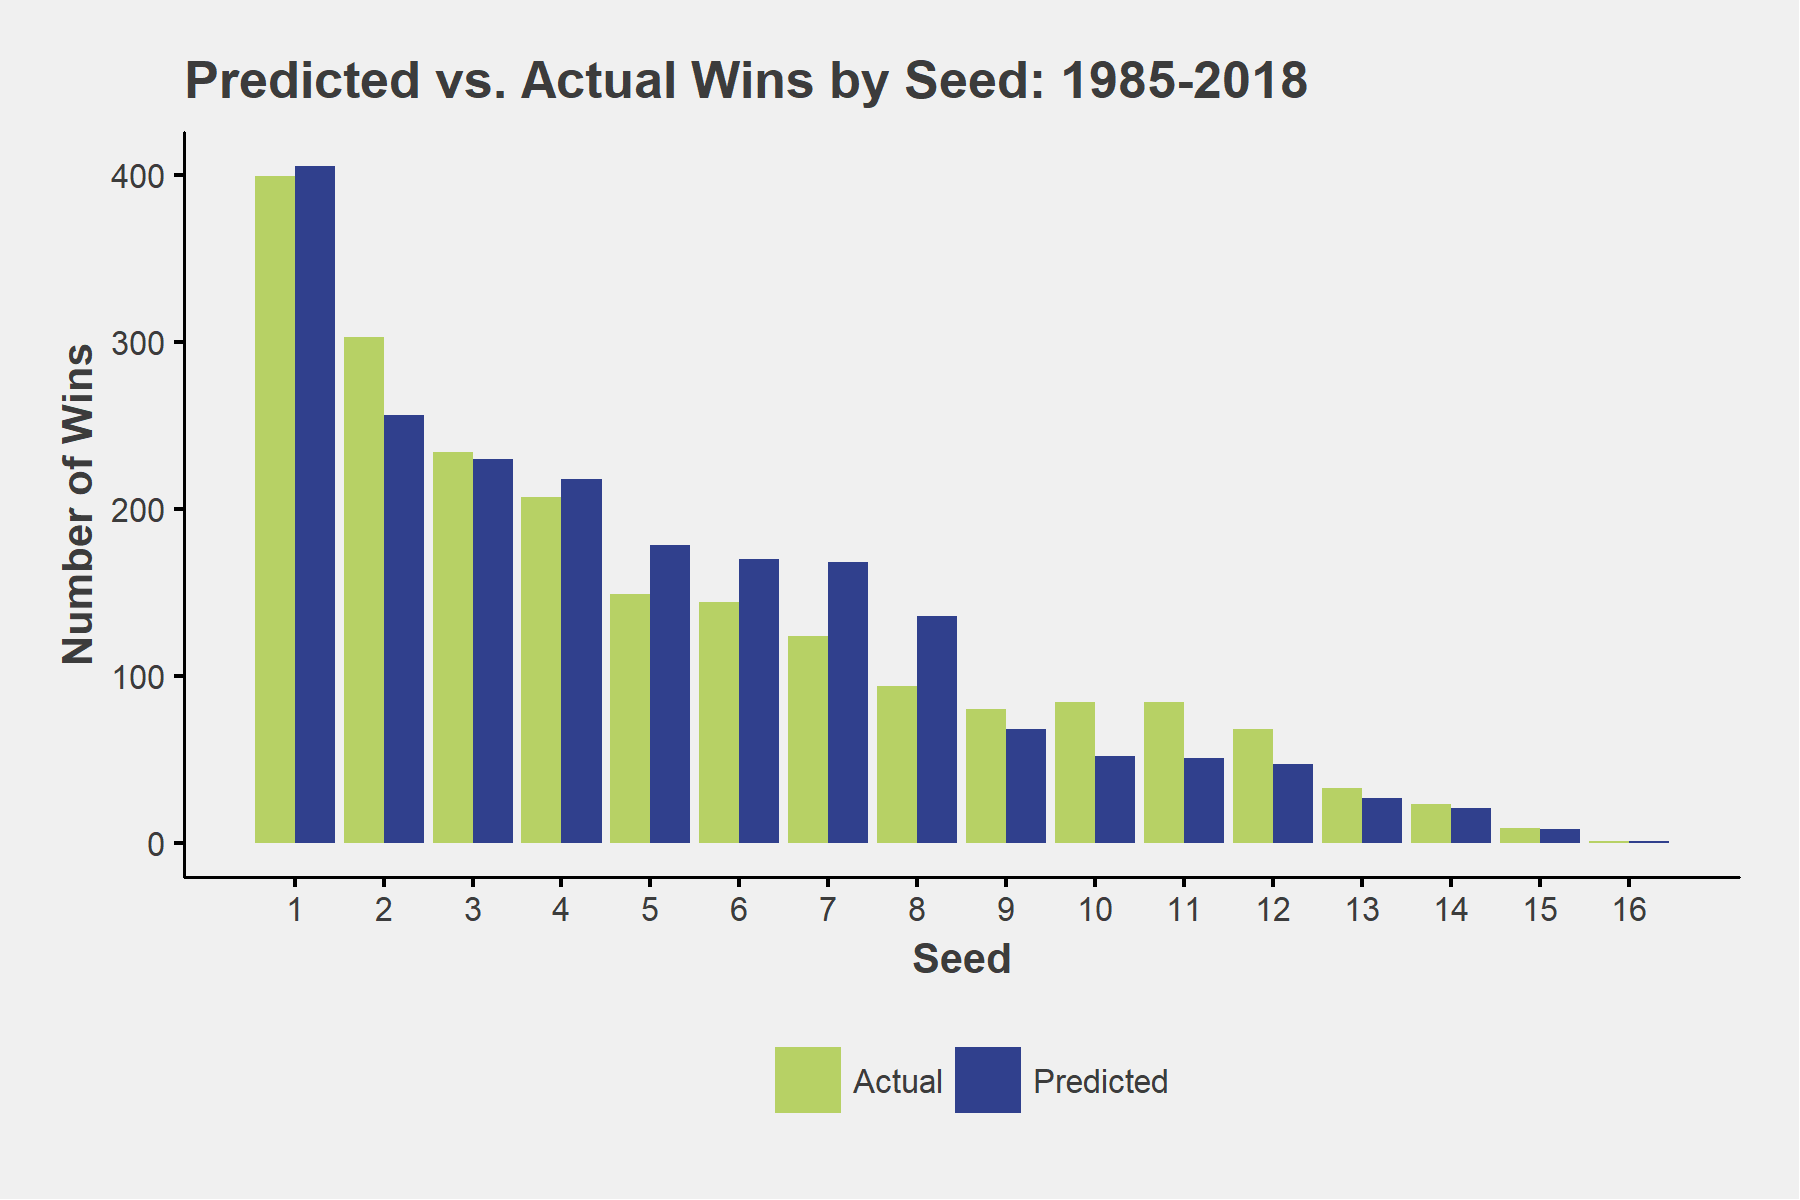 Predicted vs. Actual Wins by Seed: 1985-2018
Number of Wins
400
300
200
100
0
1 2 3 4 5 6 7 8 9 10 11 12 13 14 15 16
Seed
Actual Predicted